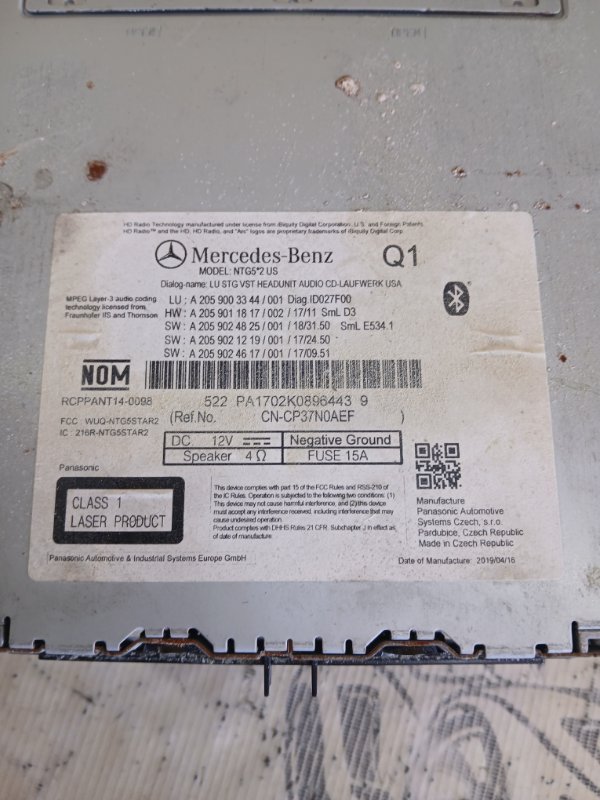 HD Radio Technology manufactured under license from iBiquity Digital Corporation. U.S. and Foreign Patents.
HD Radio™ and the HD, HD Radio, and "Arc" logos are proprietary trademarks of iBiquity Digital Corp.
Mercedes-Benz Q1
MODEL: NTG5*2 US
Dialog-name: LU STG VST HEADUNIT AUDIO CD-LAUFWERK USA
MPEG Layer-3 audio coding
technology licensed from
Fraunhofer IIS and Thomson
LU : A 205 900 33 44 / 001 Diag ID027F00
HW : A 205 901 18 17 / 002 / 17/11 SmL D3
SW : A 205 902 48 25 / 001 / 18/31.50 SmL E534.1
SW : A 205 902 12 19 / 001 / 17/24.50
SW : A 205 902 46 17 / 001 / 17/09.51
NOM
RCPPANT14-0098
522 PA1702K0896443 9
FCC : WUQ-NTG5STAR2
IC : 216R-NTG5STAR2
(Ref.No. CN-CP37N0AEF )
DC 12V Negative Ground
Speaker 4 Ω FUSE 15A
Panasonic
CLASS 1
LASER PRODUCT
This device complies with part 15 of the FCC Rules and RSS-210 of
the IC Rules. Operation is subjected to the following two conditions: (1)
This device may not cause harmful interference, and (2)this device
must accept any interference received, including interference that may
cause undesired operation.
Product complies with DHHS Rules 21 CFR, Subchapter J in effect as
of date of manufacture.
Manufacture
Panasonic Automotive
Systems Czech, s.r.o.
Pardubice, Czech Republic
Made in Czech Republic
Panasonic Automotive & Industrial Systems Europe GmbH
Date of Manufacture: 2019/04/16